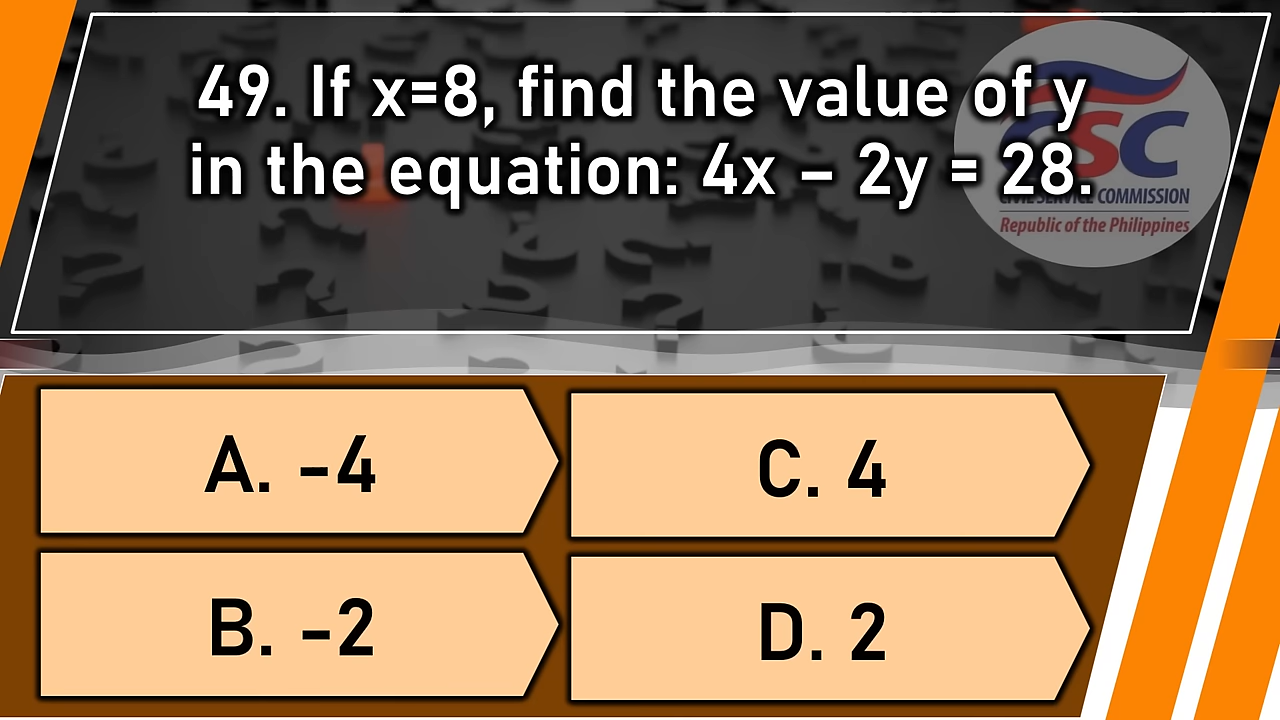 49. If x=8, find the value of y
in the equation: 4x – 2y = 28.
CSC
CIVIL SERVICE COMMISSION
Republic of the Philippines
A. -4
C. 4
B. -2
D. 2